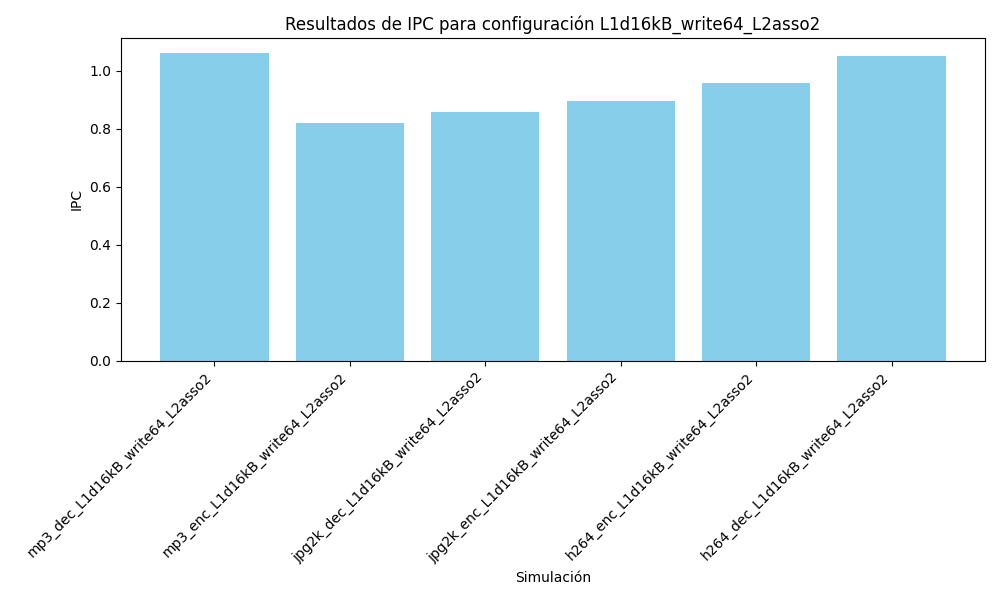 Resultados de IPC para configuración L1d16kB_write64_L2asso2
IPC
1.0
0.8
0.6
0.4
0.2
0.0
mp3_dec_L1d16kB_write64_L2asso2
mp3_enc_L1d16kB_write64_L2asso2
jpg2k_dec_L1d16kB_write64_L2asso2
jpg2k_enc_L1d16kB_write64_L2asso2
h264_enc_L1d16kB_write64_L2asso2
h264_dec_L1d16kB_write64_L2asso2
Simulación